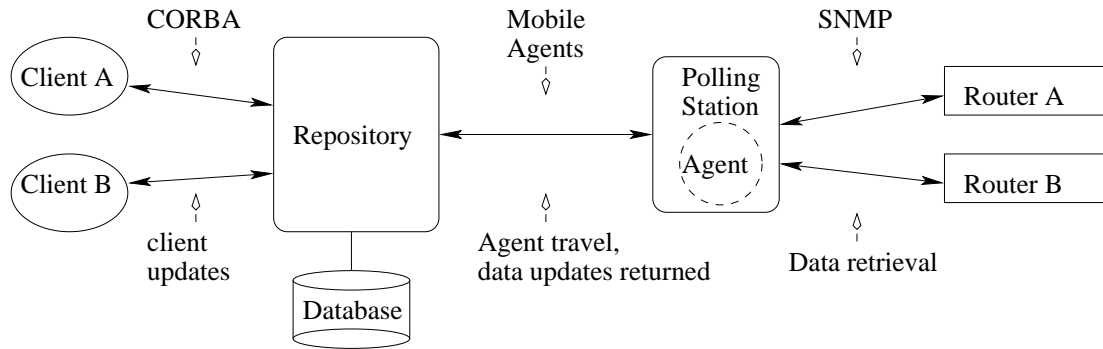 CORBA
Mobile
Agents
SNMP
Client A
Client B
Repository
Polling
Station
Agent
Router A
Router B
client
updates
Agent travel,
data updates returned
Data retrieval
Database